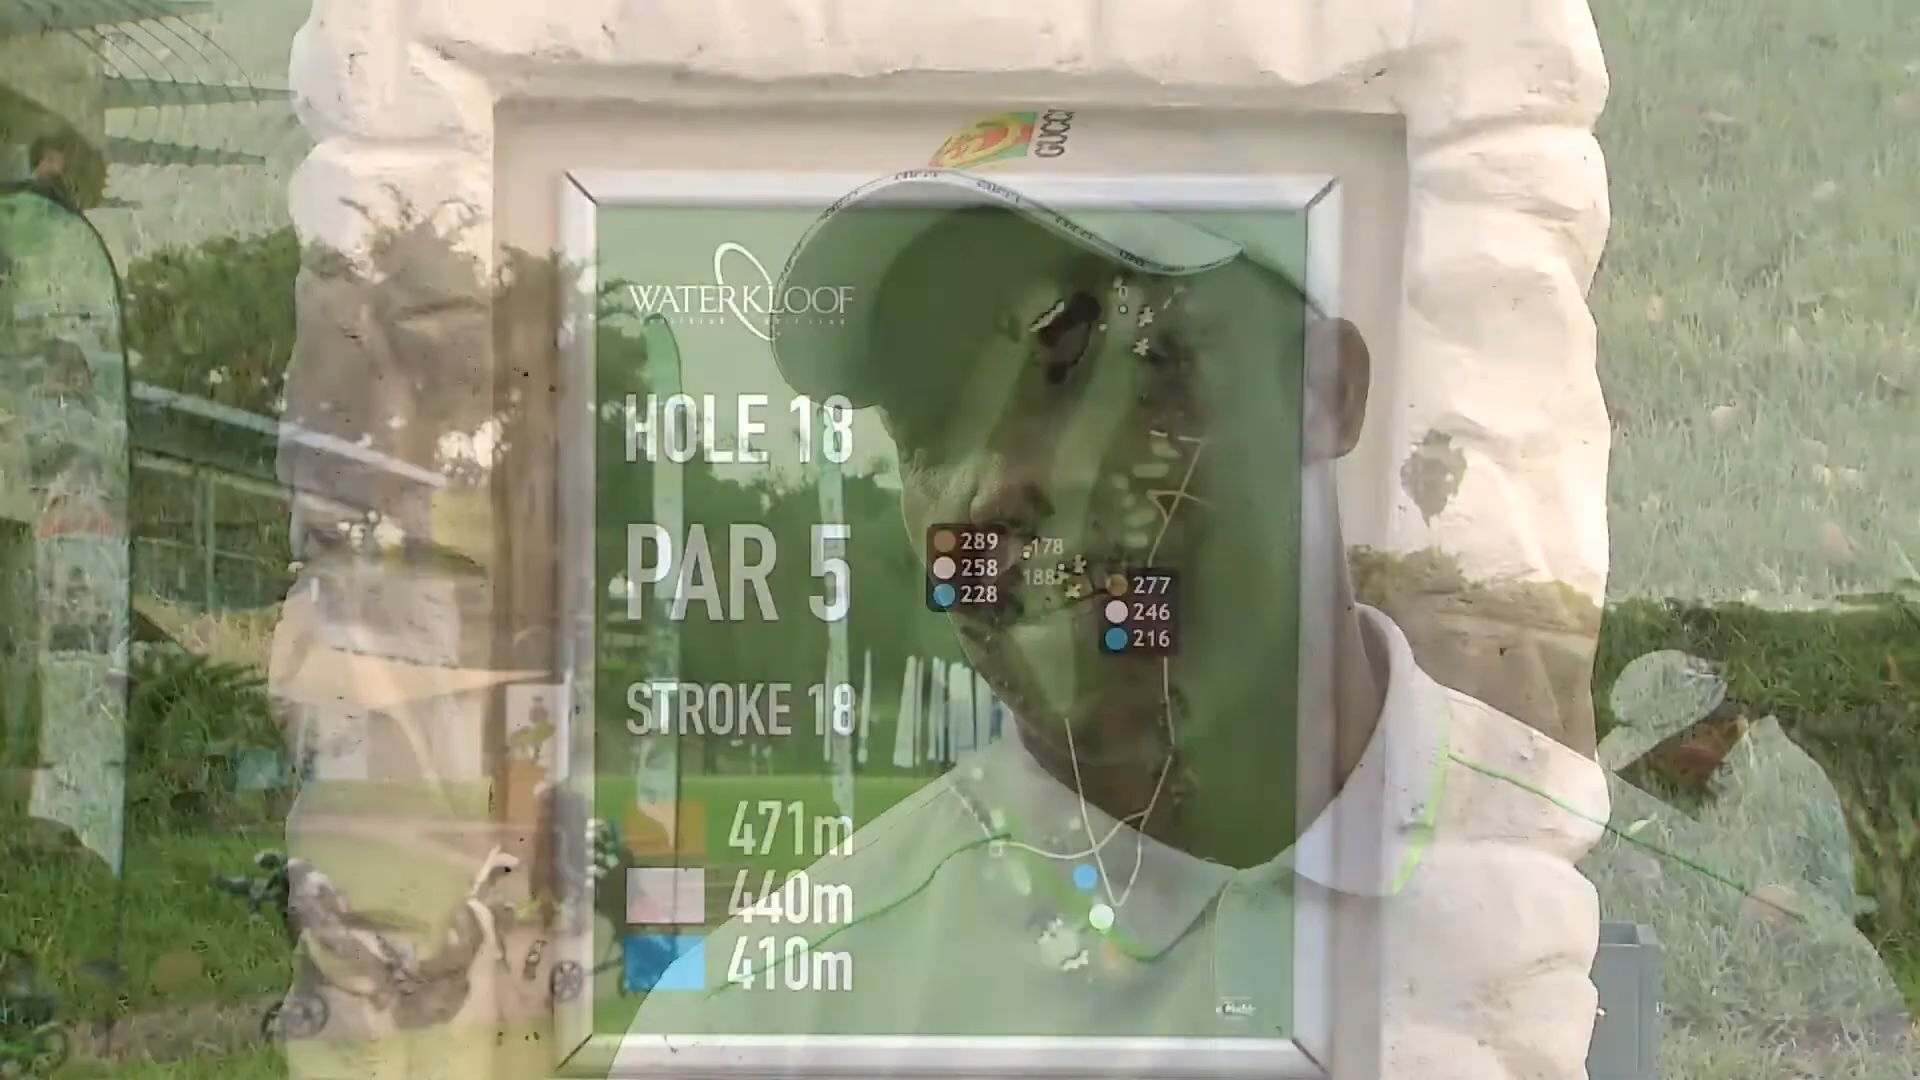 GUCCI
WATERKLOOF
HOLE 18
PAR 5
STROKE 18
289
258
228
178
188
277
246
216
471m
440m
410m